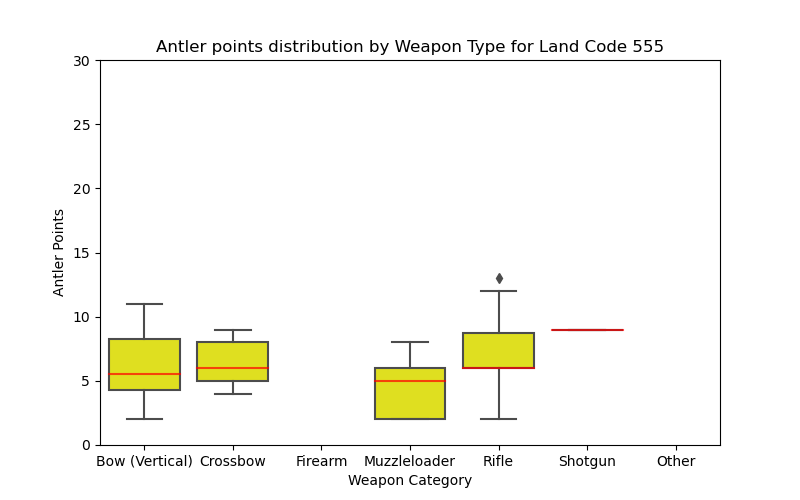 Antler points distribution by Weapon Type for Land Code 555
30
25
20
15
10
5
0
Antler Points
Bow (Vertical) Crossbow Firearm Muzzleloader Rifle Shotgun Other
Weapon Category